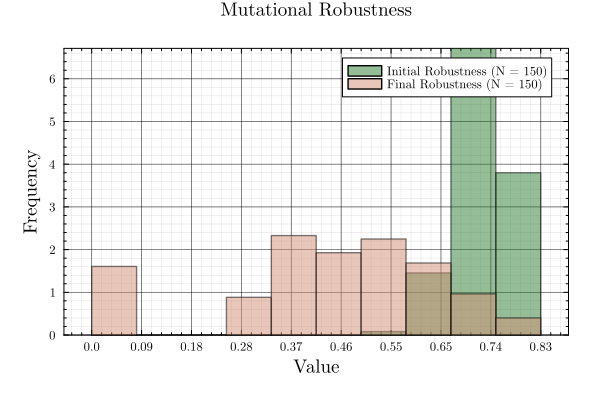 Mutational Robustness
Initial Robustness (N = 150)
Final Robustness (N = 150)
Frequency
6
5
4
3
2
1
0
0.0 0.09 0.18 0.28 0.37 0.46 0.55 0.65 0.74 0.83
Value